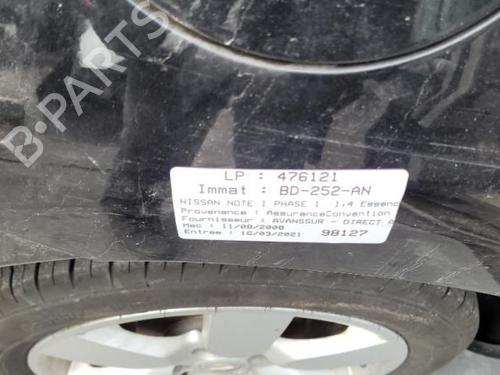 B-PARTS
LP : 476121
Immat : BD-252-AN
NISSAN NOTE 1 PHASE 1 1.4 Essence
Provenance : AssuranceConvention
Fournisseur : AVANSSUR - DIRECT A
Mec : 11/08/2008
Entree : 16/03/2021 98127